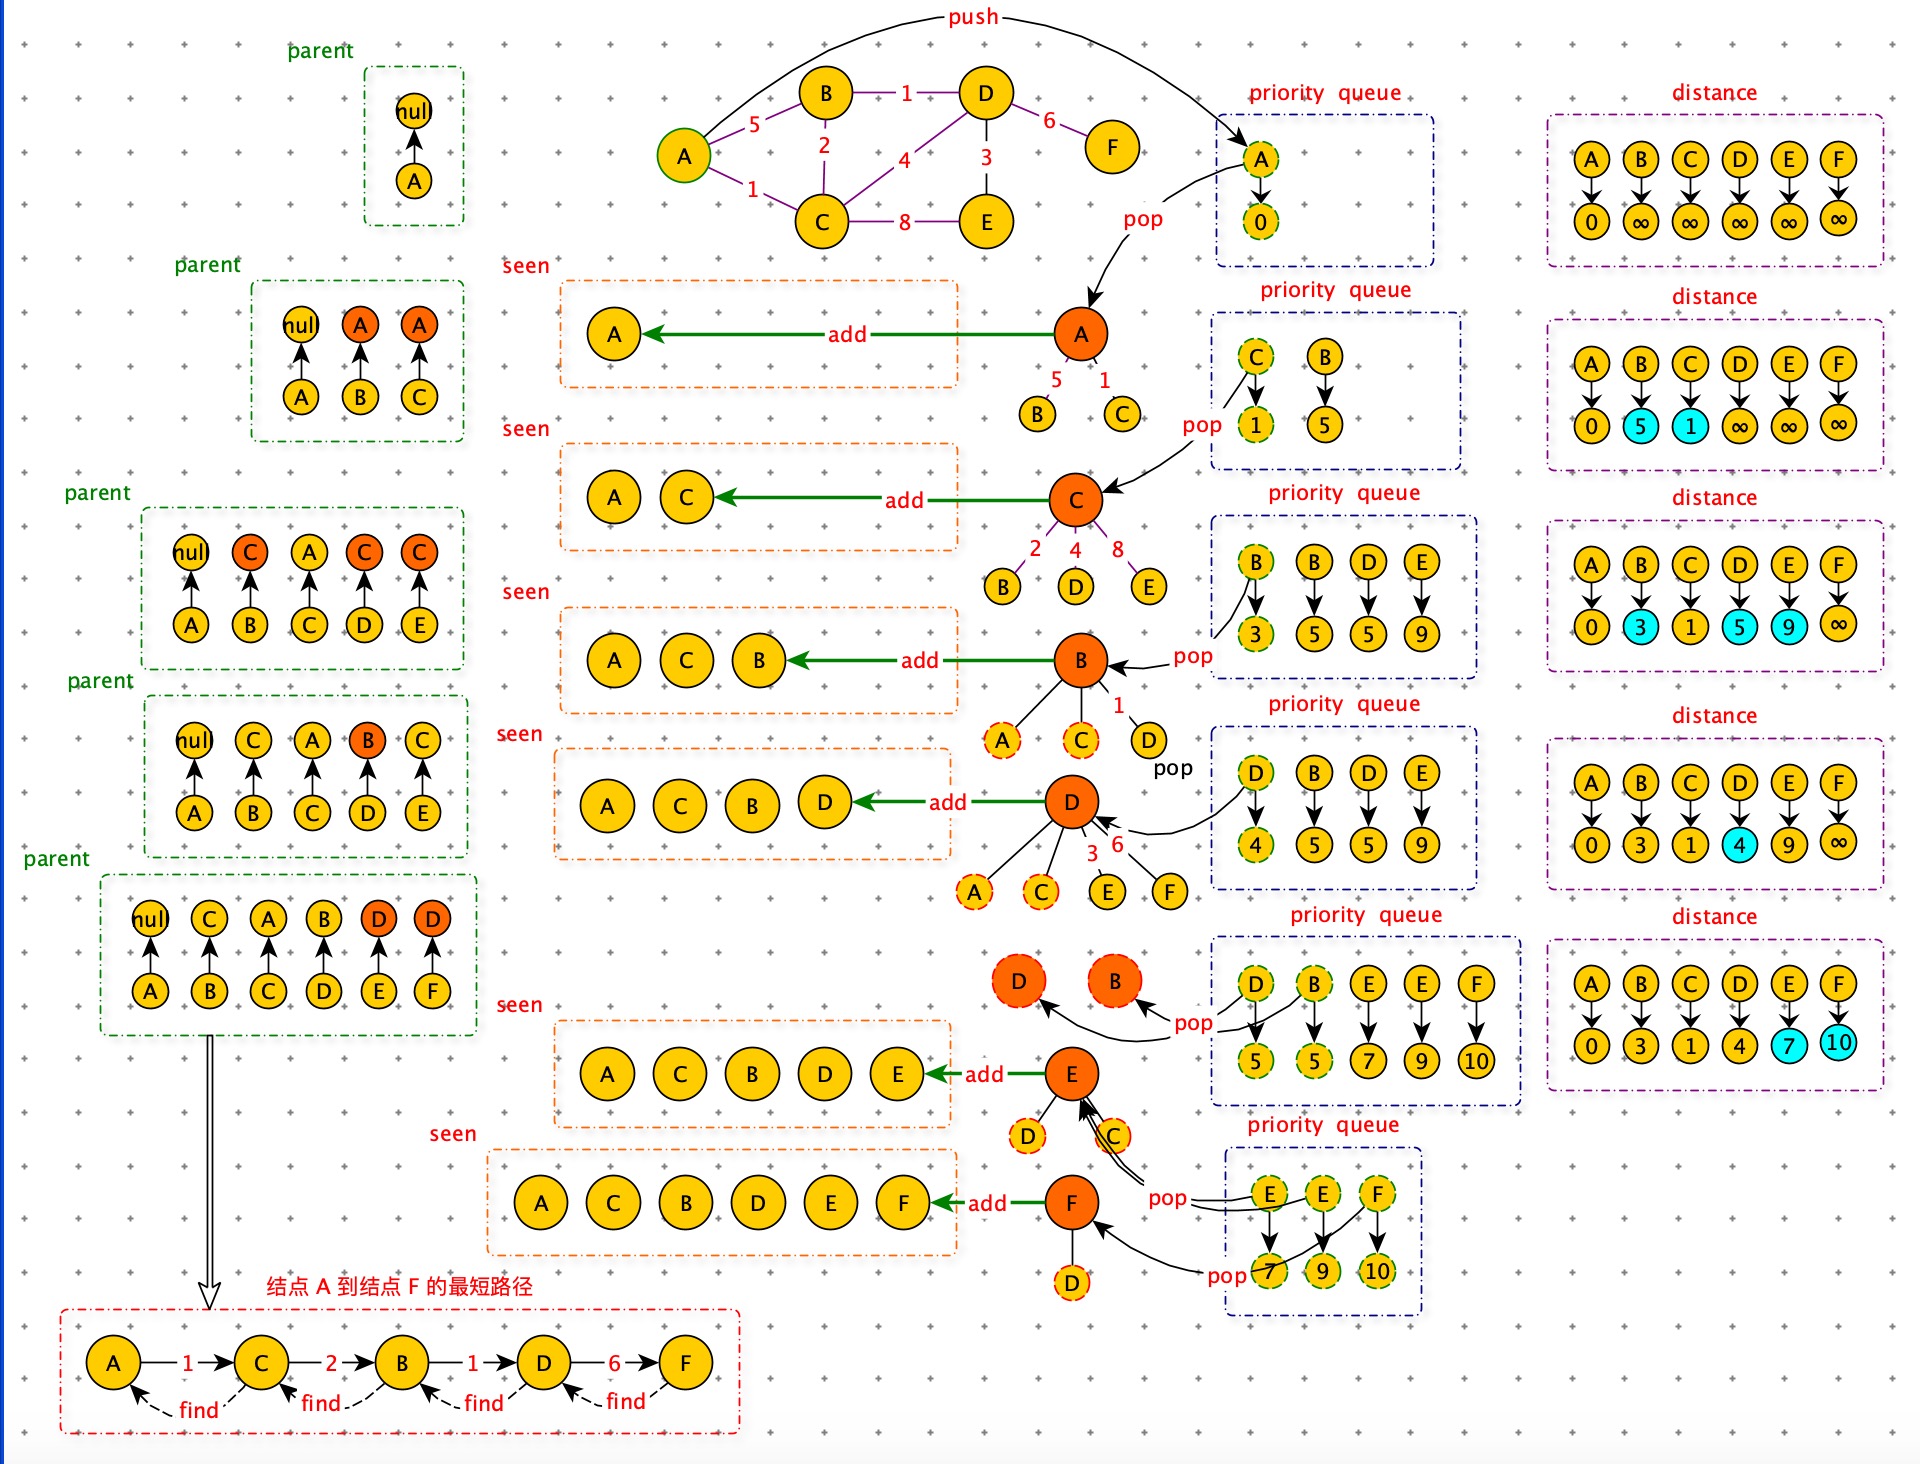 push
parent
null
A
A 5 B 1 D 6 F
2 4 3
1 C 8 E
priority queue
A
0
pop
distance
A B C D E F
0 ∞ ∞ ∞ ∞ ∞
parent
null A A
A B C
seen
A
add
A
5 1
B C
priority queue
C B
1 5
pop
distance
A B C D E F
0 5 1 ∞ ∞ ∞
parent
null C A C C
A B C D E
seen
A C
add
C
2 4 8
B D E
priority queue
B B D E
3 5 5 9
pop
distance
A B C D E F
0 3 1 5 9 ∞
parent
null C A B C
A B C D E
seen
A C B
add
B
1
A C D
pop
priority queue
D B D E
4 5 5 9
distance
A B C D E F
0 3 1 4 9 ∞
parent
null C A B D D
A B C D E F
seen
A C B D
add
D
3 6
A C E F
D B
pop
priority queue
D B E E F
5 5 7 9 10
distance
A B C D E F
0 3 1 4 7 10
seen
A C B D E
add
E
D C
pop
priority queue
E E F
7 9 10
seen
A C B D E F
add
F
D
pop
结点 A 到结点 F 的最短路径
A 1 C 2 B 1 D 6 F
find find find find